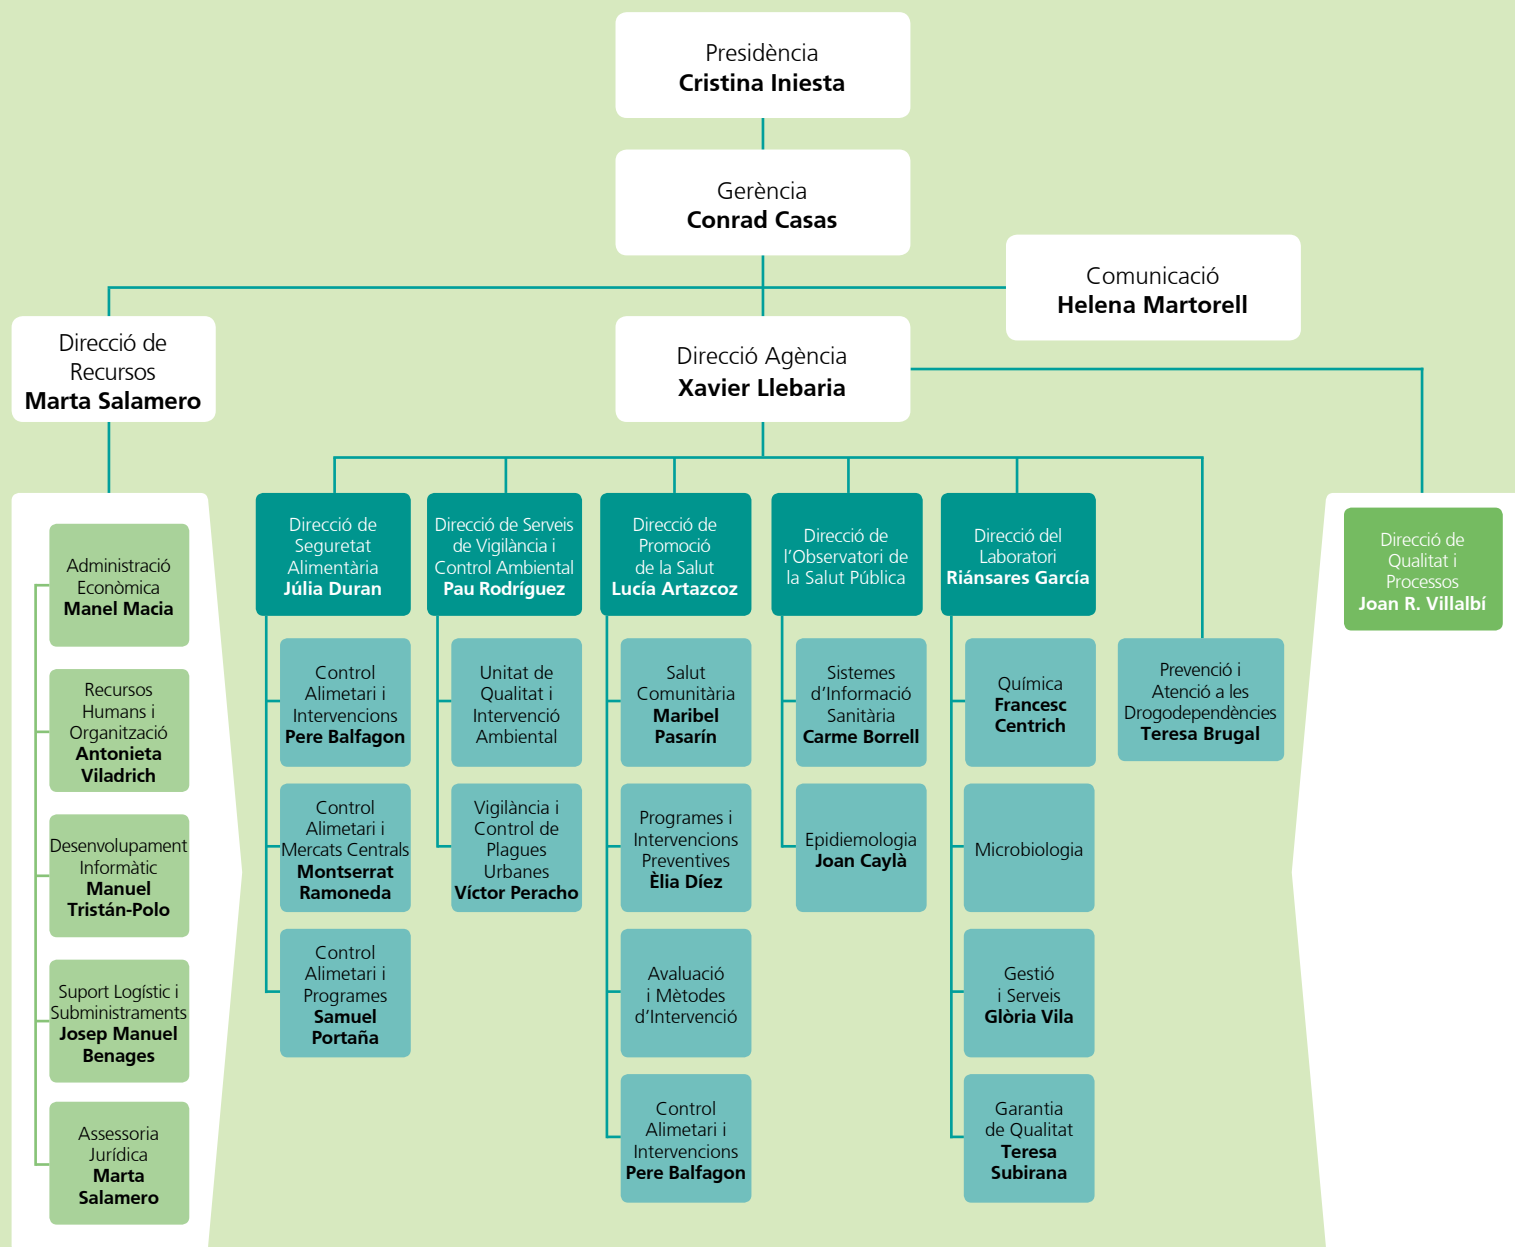 Presidència
Cristina Iniesta
Gerència
Conrad Casas
Comunicació
Helena Martorell
Direcció de
Recursos
Marta Salamero
Direcció Agència
Xavier Llebaria
Administració
Econòmica
Manel Macia
Recursos
Humans i
Organització
Antonieta
Viladrich
Desenvolupament
Informàtic
Manuel
Tristán-Polo
Suport Logístic i
Subministraments
Josep Manuel
Benages
Assessoria
Jurídica
Marta
Salamero
Direcció de
Seguretat
Alimentària
Júlia Duran
Control
Alimetari i
Intervencions
Pere Balfagon
Control
Alimetari i
Mercats Centrals
Montserrat
Ramoneda
Control
Alimetari i
Programes
Samuel
Portaña
Direcció de Serveis
de Vigilància i
Control Ambiental
Pau Rodríguez
Unitat de
Qualitat i
Intervenció
Ambiental
Vigilància i
Control de
Plagues
Urbanes
Víctor Peracho
Direcció de
Promoció
de la Salut
Lucía Artazcoz
Salut
Comunitària
Maribel
Pasarín
Programes i
Intervencions
Preventives
Èlia Díez
Avaluació
i Mètodes
d'Intervenció
Control
Alimetari i
Intervencions
Pere Balfagon
Direcció de
l'Observatori de
la Salut Pública
Sistemes
d'Informació
Sanitària
Carme Borrell
Epidemiologia
Joan Caylà
Direcció del
Laboratori
Riánsares García
Química
Francesc
Centrich
Microbiologia
Gestió
i Serveis
Glòria Vila
Garantia
de Qualitat
Teresa
Subirana
Prevenció i
Atenció a les
Drogodependències
Teresa Brugal
Direcció de
Qualitat i
Processos
Joan R. Villalbí